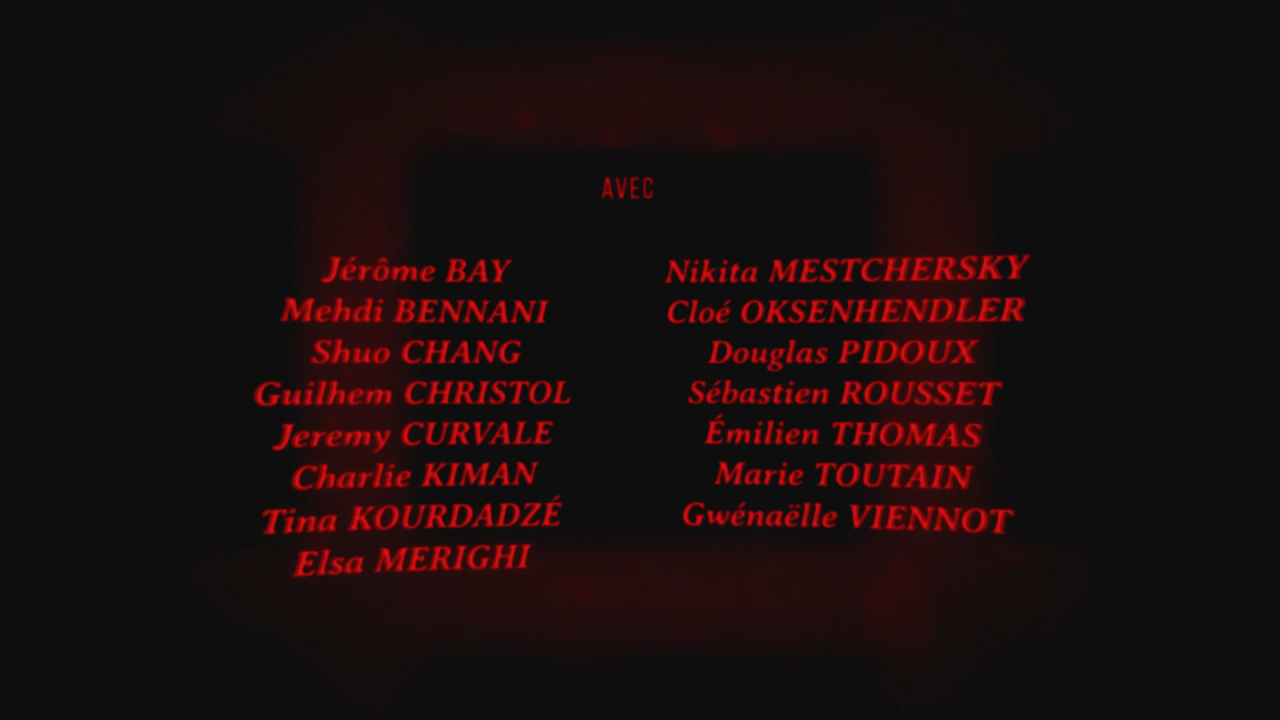 AVEC
Jérôme BAY
Mehdi BENNANI
Shuo CHANG
Guilhem CHRISTOL
Jeremy CURVALE
Charlie KIMAN
Tina KOURDADZÉ
Elsa MERIGHI
Nikita MESTCHERSKY
Cloé OKSENHENDLER
Douglas PIDOUX
Sébastien ROUSSET
Émilien THOMAS
Marie TOUTAIN
Gwénaëlle VIENNOT